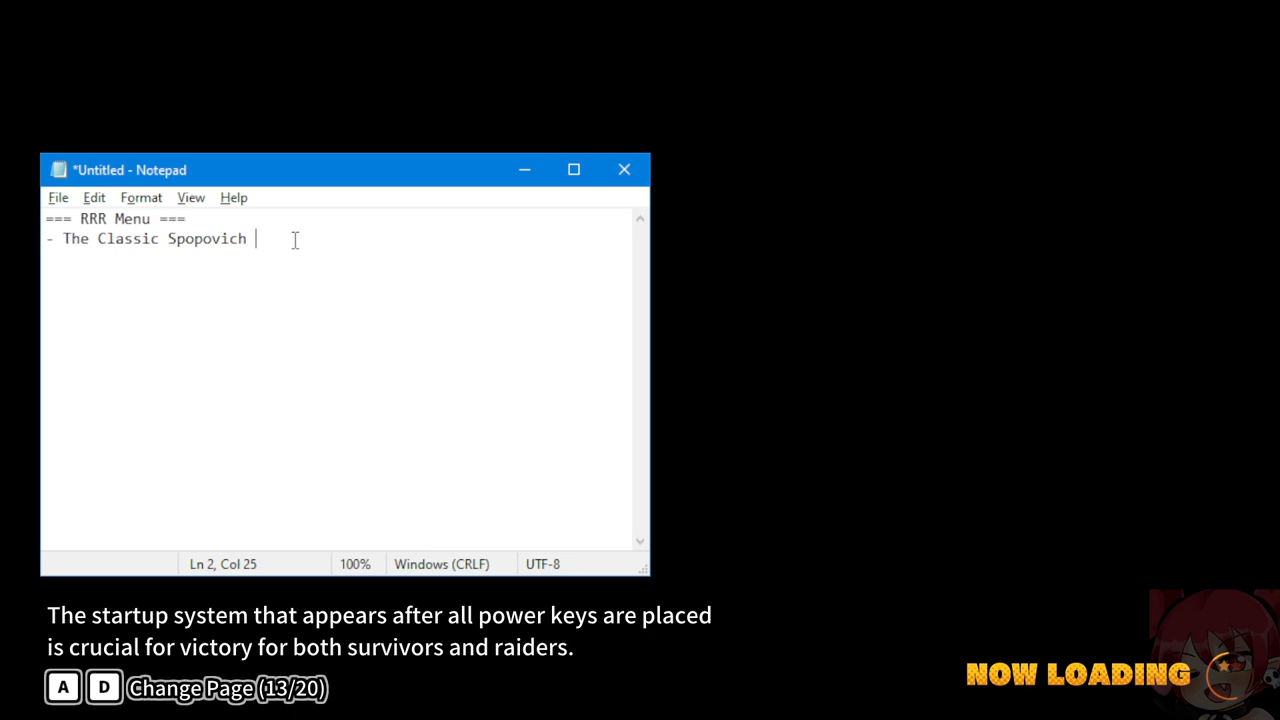 *Untitled - Notepad
File Edit Format View Help
=== RRR Menu ===
- The Classic Spopovich
Ln 2, Col 25 100% Windows (CRLF) UTF-8
The startup system that appears after all power keys are placed
is crucial for victory for both survivors and raiders.
A D Change Page (13/20)
NOW LOADING